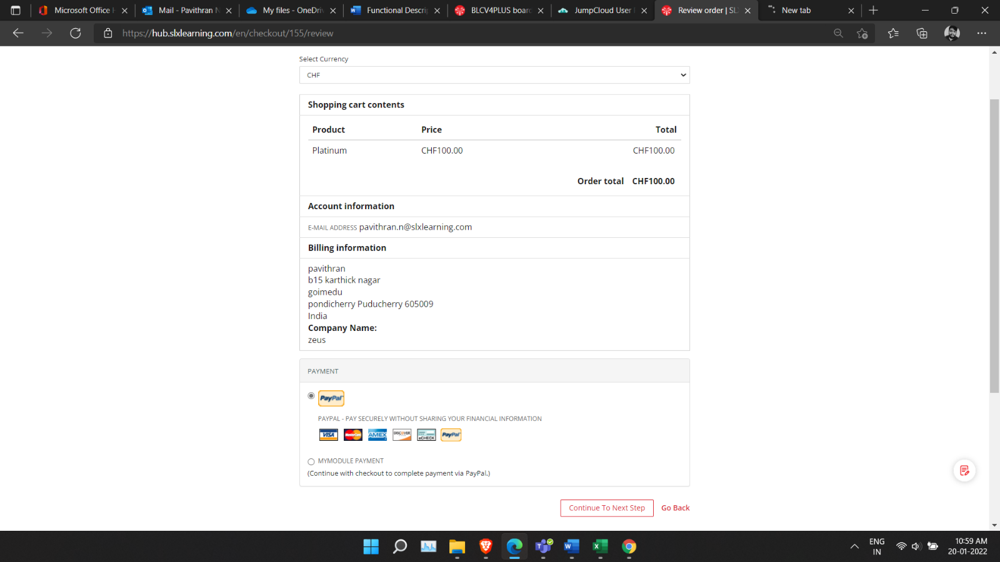 Microsoft Office H
Mail - Pavithran N
My files - OneDriv
Functional Descrip
BLCV4PLUS board
JumpCloud User
Review order | SLX
New tab
https://hub.slxlearning.com/en/checkout/155/review
Select Currency
CHF
Shopping cart contents
Product Price Total
Platinum CHF100.00 CHF100.00
Order total CHF100.00
Account information
E-MAIL ADDRESS pavithran.n@slxlearning.com
Billing information
pavithran
b15 karthick nagar
goimedu
pondicherry Puducherry 605009
India
Company Name:
zeus
PAYMENT
PayPal
PAYPAL - PAY SECURELY WITHOUT SHARING YOUR FINANCIAL INFORMATION
VISA MasterCard AMEX DISCOVER eCHECK PayPal
MYMODULE PAYMENT
(Continue with checkout to complete payment via PayPal.)
Continue To Next Step Go Back
ENG
IN
10:59 AM
20-01-2022